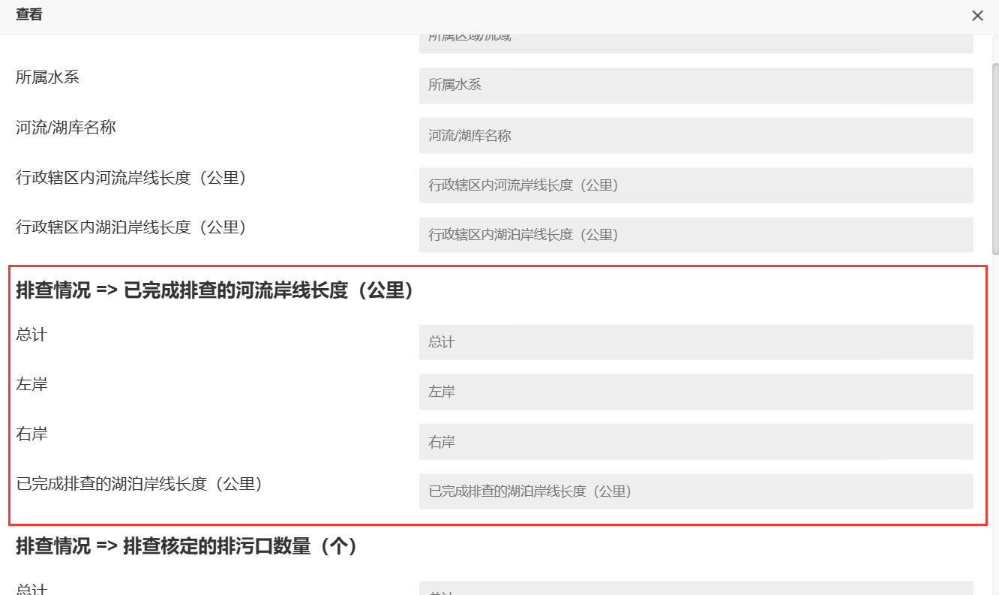 查看
所属区域/流域
所属水系
所属水系
河流/湖库名称
河流/湖库名称
行政辖区内河流岸线长度（公里）
行政辖区内河流岸线长度（公里）
行政辖区内湖泊岸线长度（公里）
行政辖区内湖泊岸线长度（公里）
排查情况 => 已完成排查的河流岸线长度（公里）
总计
总计
左岸
左岸
右岸
右岸
已完成排查的湖泊岸线长度（公里）
已完成排查的湖泊岸线长度（公里）
排查情况 => 排查核定的排污口数量（个）
总计
总计